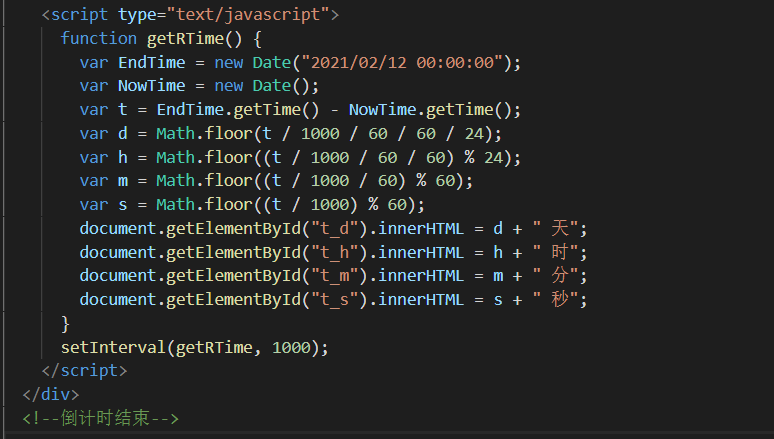 <script type="text/javascript">
function getRTime() {
var EndTime = new Date("2021/02/12 00:00:00");
var NowTime = new Date();
var t = EndTime.getTime() - NowTime.getTime();
var d = Math.floor(t / 1000 / 60 / 60 / 24);
var h = Math.floor((t / 1000 / 60 / 60) % 24);
var m = Math.floor((t / 1000 / 60) % 60);
var s = Math.floor((t / 1000) % 60);
document.getElementById("t_d").innerHTML = d + " 天";
document.getElementById("t_h").innerHTML = h + " 时";
document.getElementById("t_m").innerHTML = m + " 分";
document.getElementById("t_s").innerHTML = s + " 秒";
}
setInterval(getRTime, 1000);
</script>
</div>
<!--倒计时结束-->